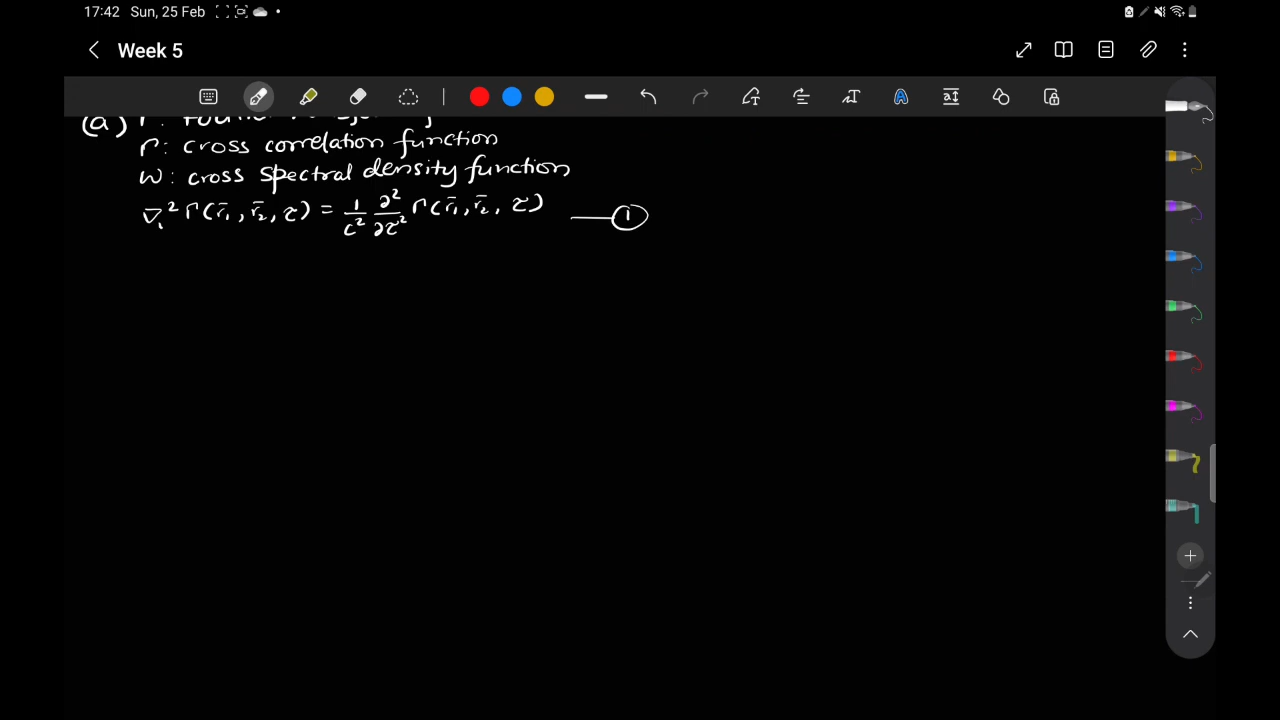 17:42 Sun, 25 Feb
Week 5
(a)
Γ: cross correlation function
W: cross spectral density function
∇₁² Γ(r̄₁, r̄₂, τ) = 1/c² ∂²/∂τ² Γ(r̄₁, r̄₂, τ) —①